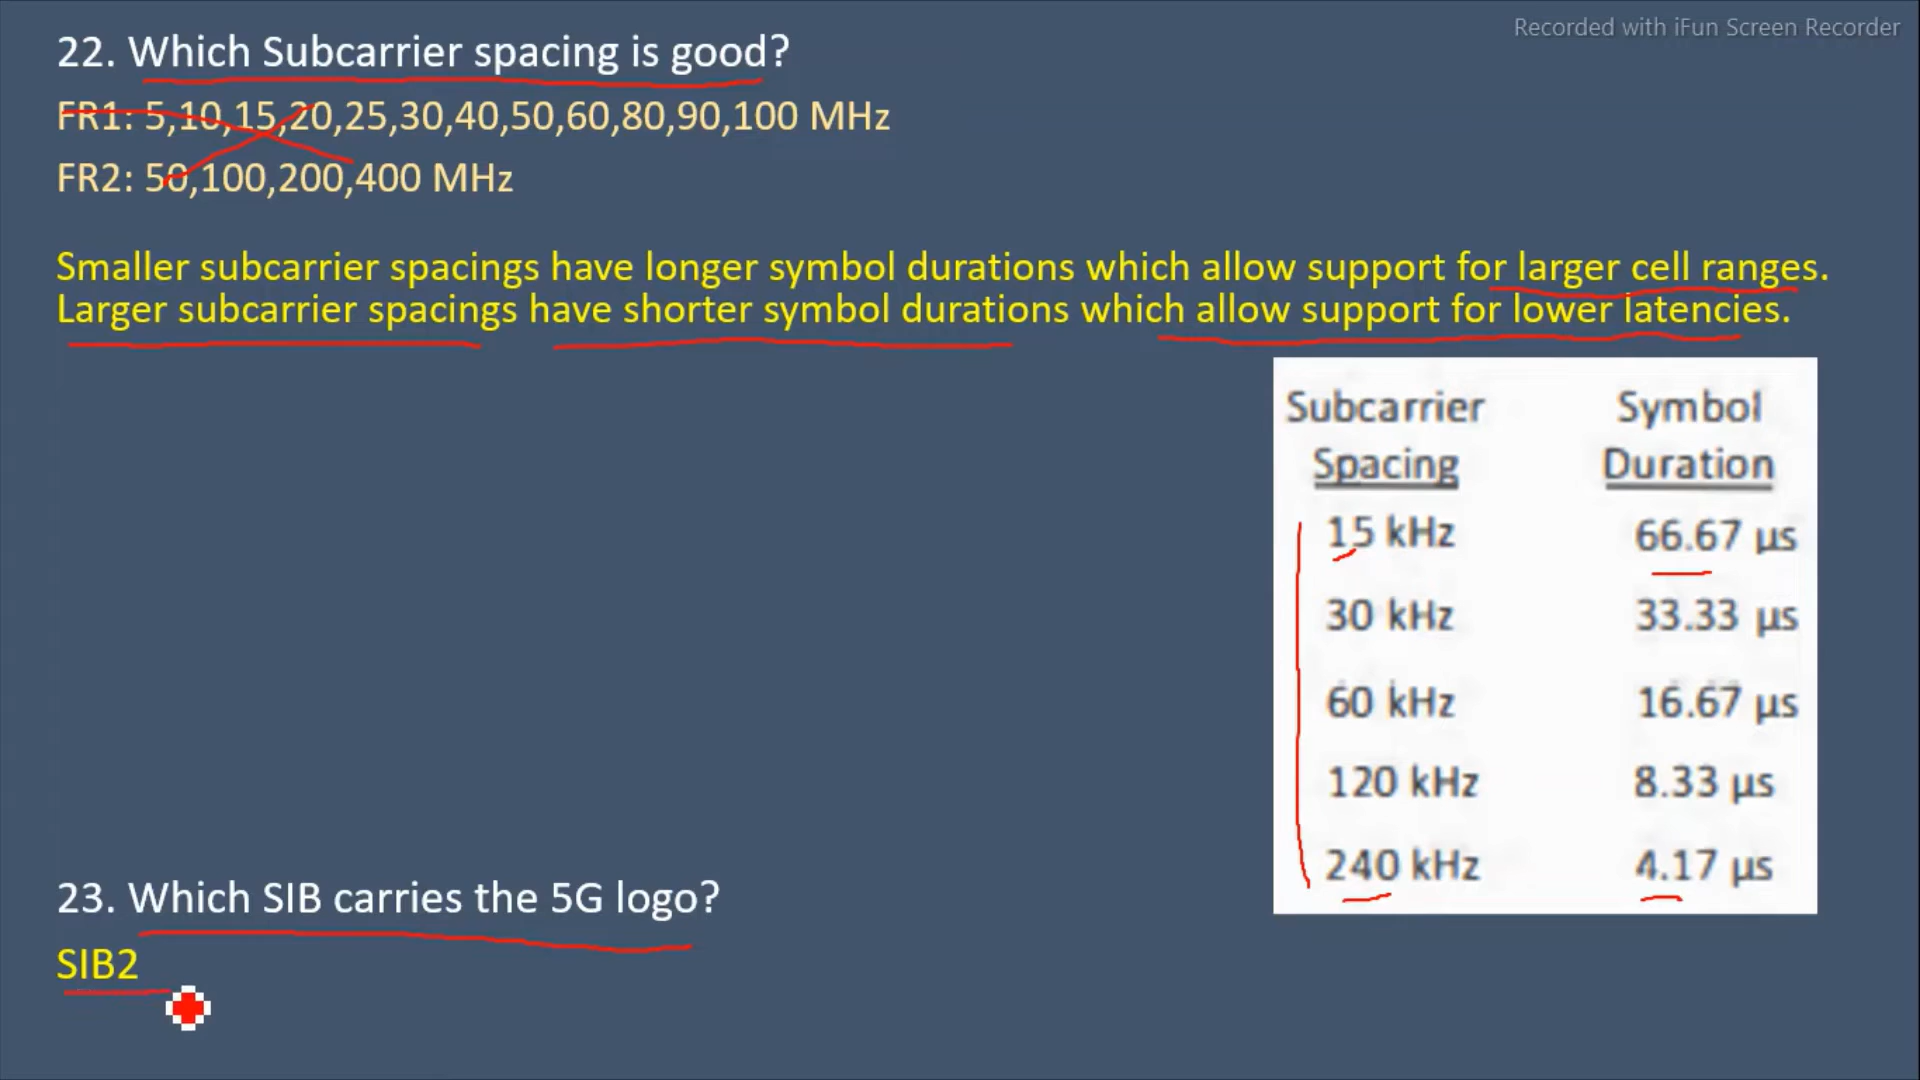 Recorded with iFun Screen Recorder
22. Which Subcarrier spacing is good?
FR1: 5,10,15,20,25,30,40,50,60,80,90,100 MHz
FR2: 50,100,200,400 MHz
Smaller subcarrier spacings have longer symbol durations which allow support for larger cell ranges.
Larger subcarrier spacings have shorter symbol durations which allow support for lower latencies.
Subcarrier Symbol
Spacing Duration
15 kHz 66.67 µs
30 kHz 33.33 µs
60 kHz 16.67 µs
120 kHz 8.33 µs
240 kHz 4.17 µs
23. Which SIB carries the 5G logo?
SIB2